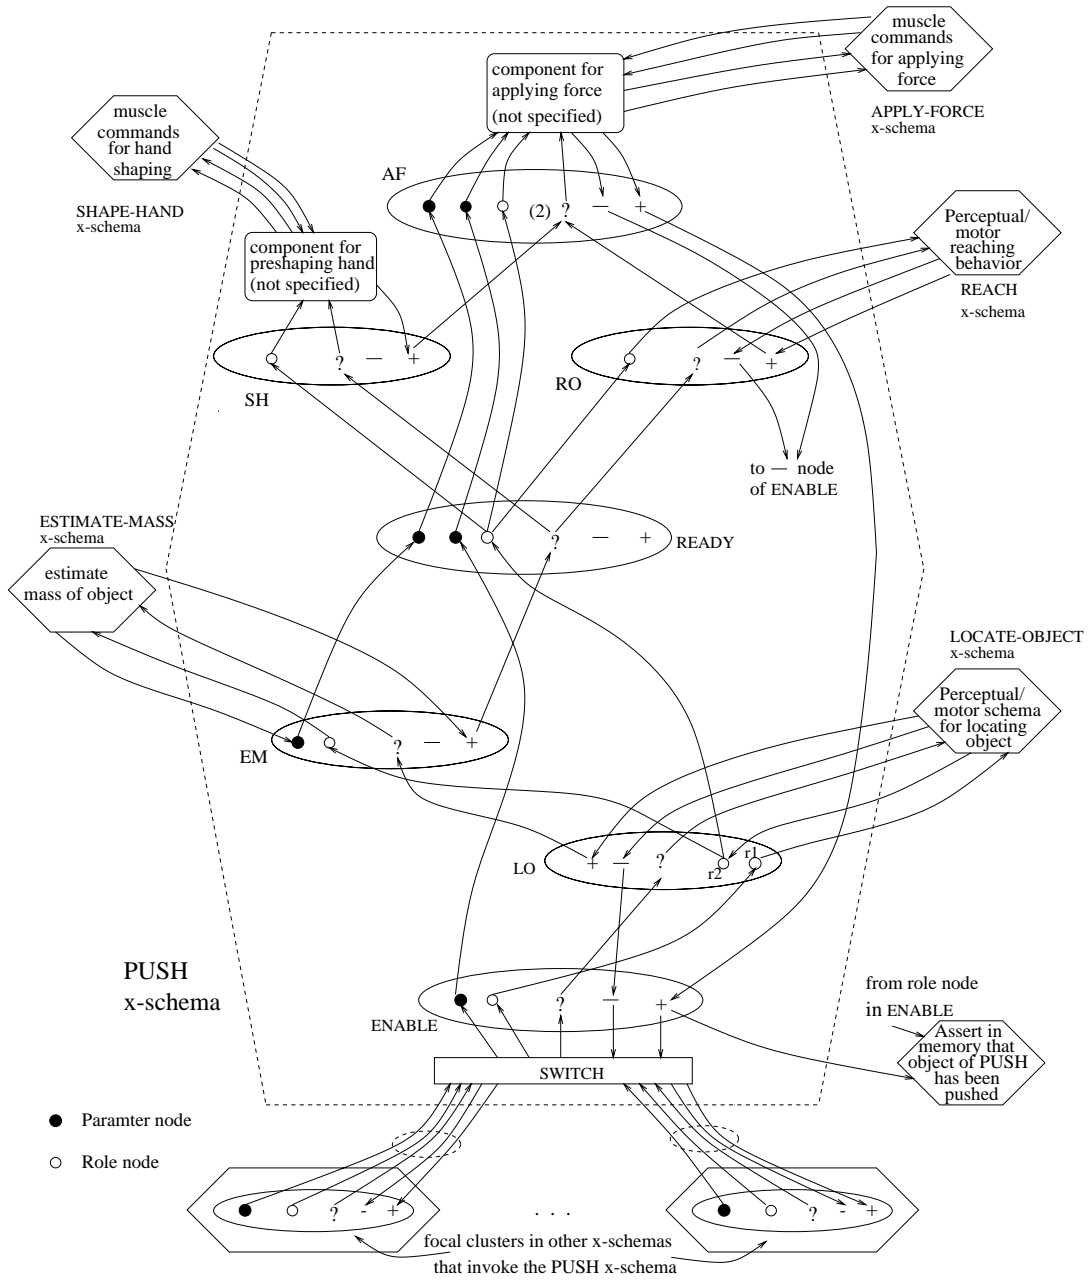 muscle
commands
for applying
force
APPLY-FORCE
x-schema
component for
applying force
(not specified)
muscle
commands
for hand
shaping
SHAPE-HAND
x-schema
AF
(2) ? — +
component for
preshaping hand
(not specified)
Perceptual/
motor
reaching
behavior
REACH
x-schema
? — +
SH
? — +
RO
to — node
of ENABLE
ESTIMATE-MASS
x-schema
estimate
mass of object
? — +
READY
LOCATE-OBJECT
x-schema
Perceptual/
motor schema
for locating
object
? — +
EM
+ — ? r2 r1
LO
PUSH
x-schema
? — +
ENABLE
from role node
in ENABLE
Assert in
memory that
object of PUSH
has been
pushed
SWITCH
Paramter node
Role node
? - +
. . .
? - +
focal clusters in other x-schemas
that invoke the PUSH x-schema